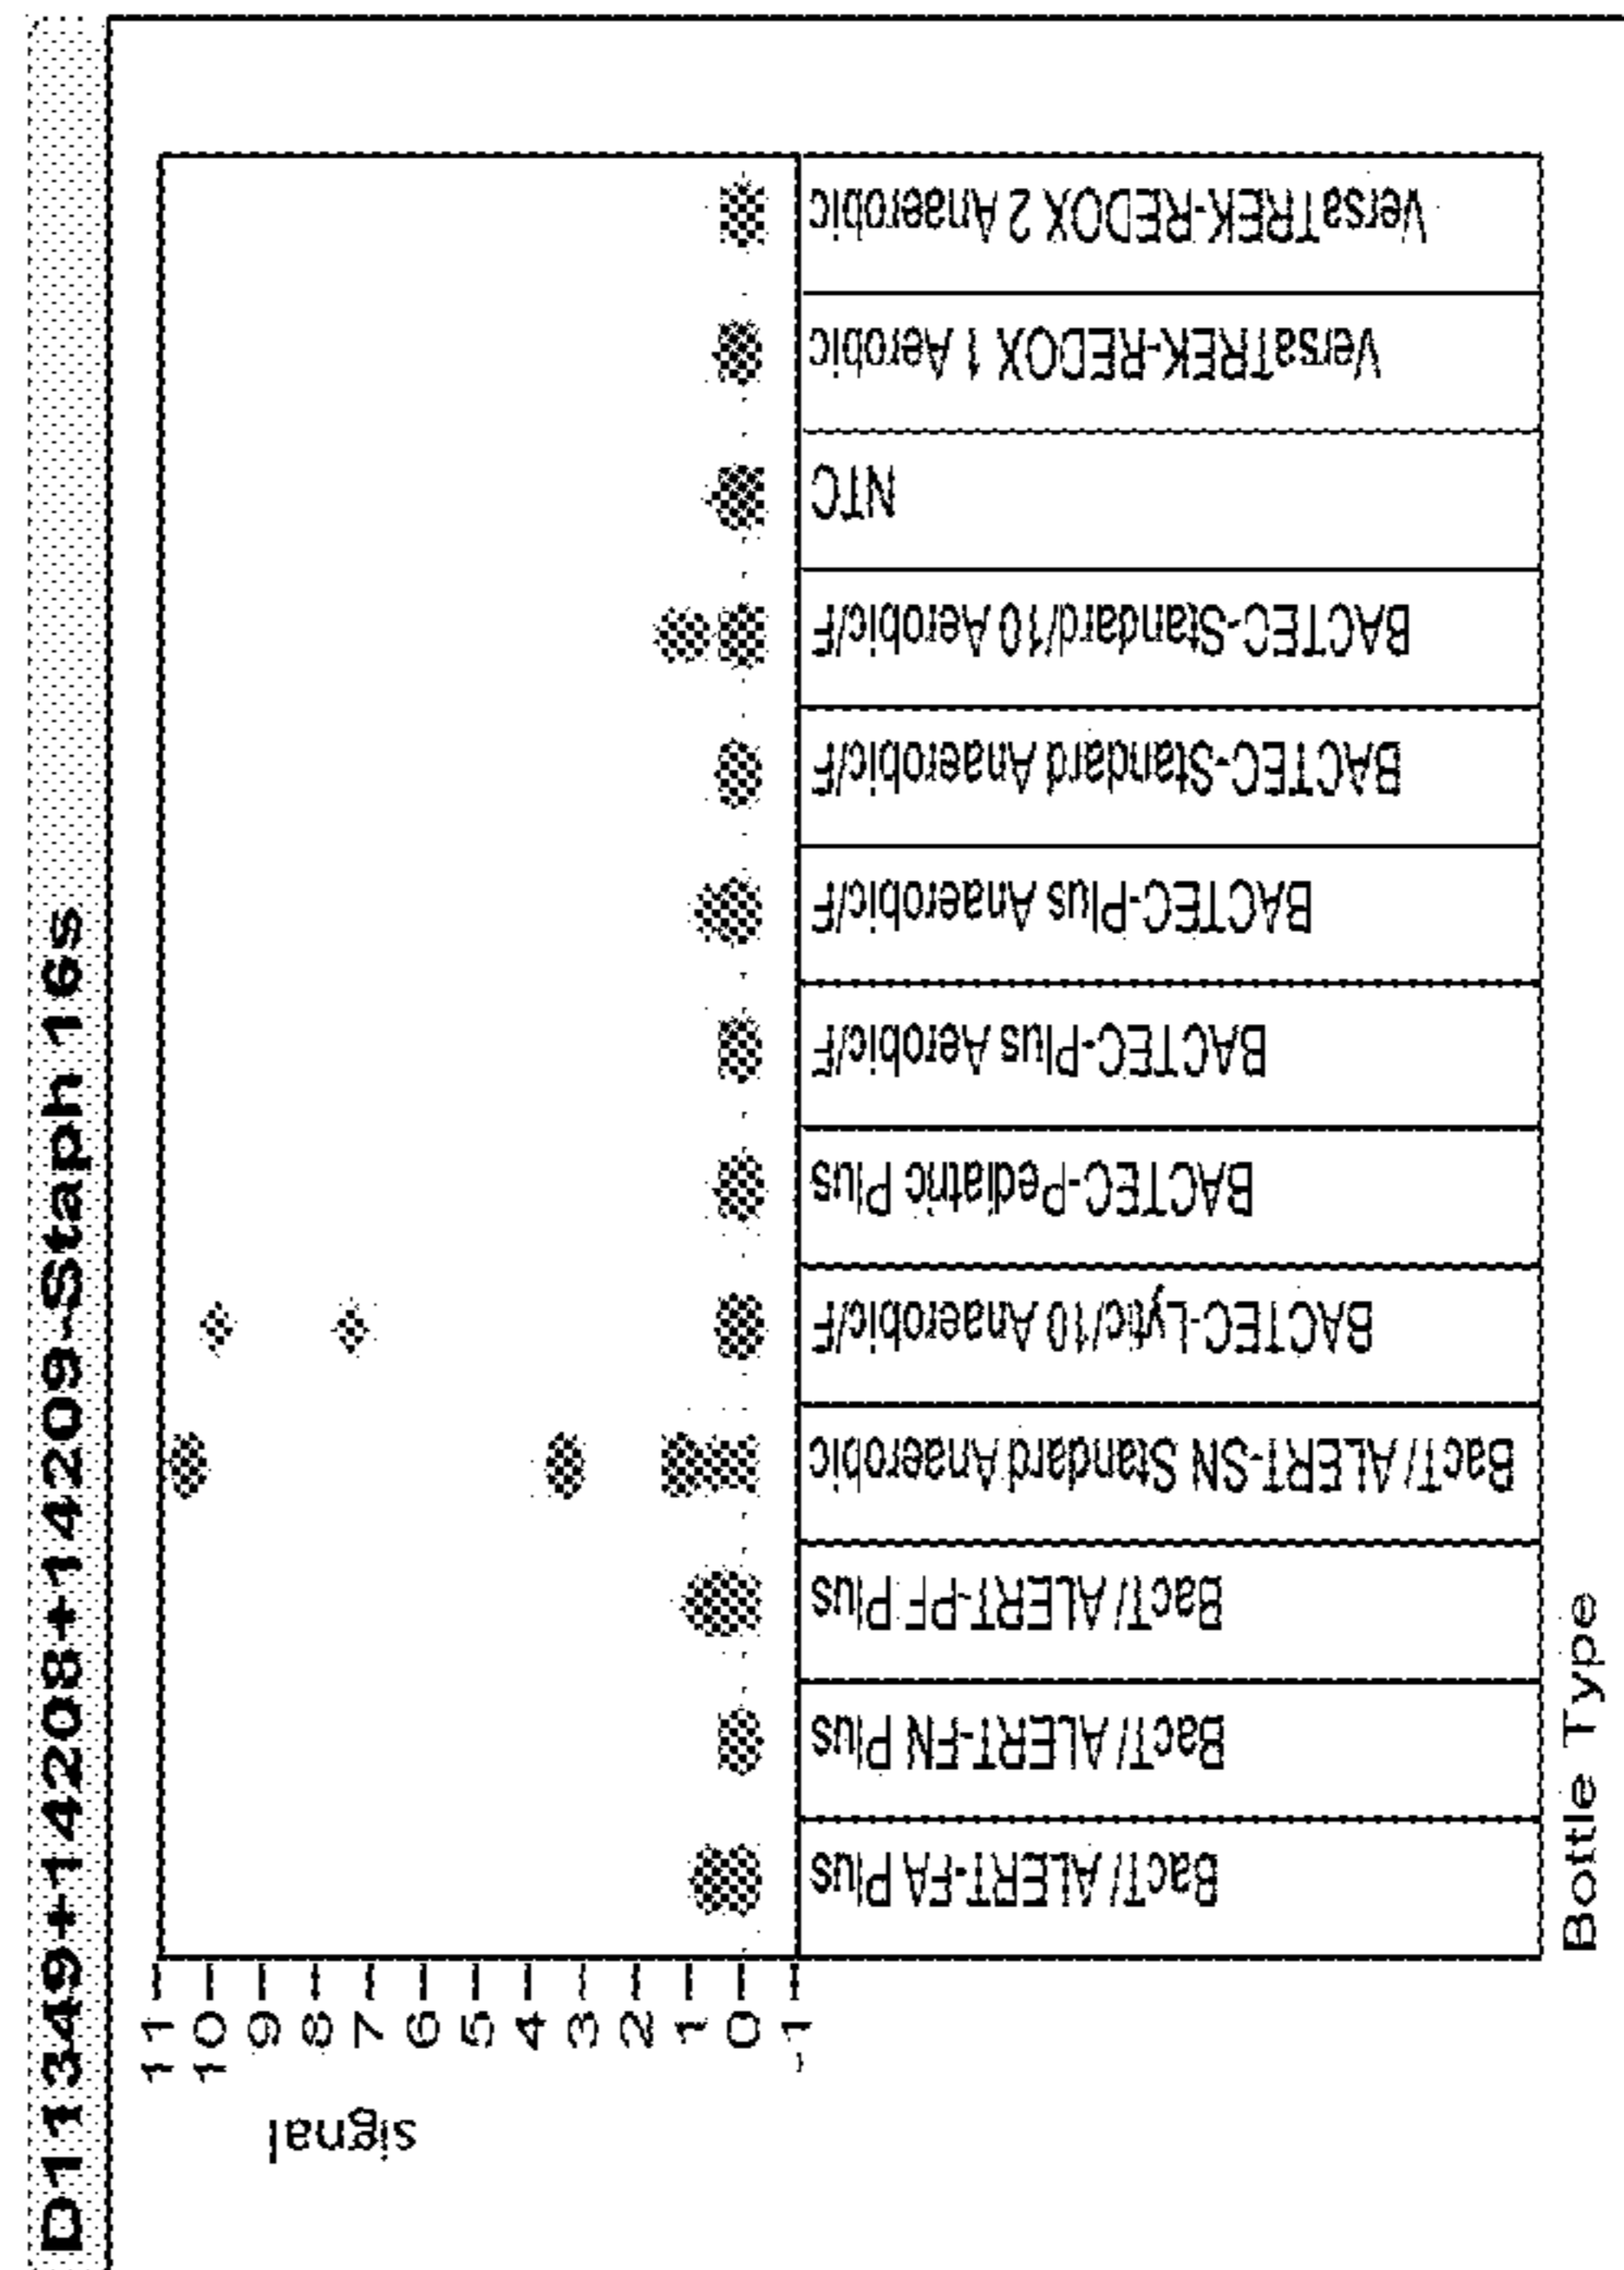 D11349+14208+14209-Staph 16s
signal
11
10
9
8
7
6
5
4
3
2
1
0
-1
BacT/ALERT-FA Plus
BacT/ALERT-FN Plus
BacT/ALERT-PF Plus
BacT/ALERT-SN Standard Anaerobic
BACTEC-Lytic/10 Anaerobic/F
BACTEC-Pediatric Plus
BACTEC-Plus Aerobic/F
BACTEC-Plus Anaerobic/F
BACTEC-Standard Anaerobic/F
BACTEC-Standard/10 Aerobic/F
NTC
VersaTREK-REDOX 1 Aerobic
VersaTREK-REDOX 2 Anaerobic
Bottle Type